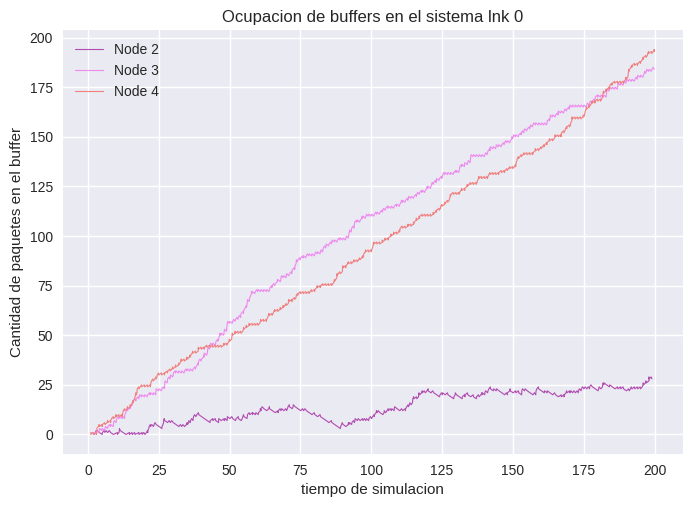 Ocupacion de buffers en el sistema lnk 0
Cantidad de paquetes en el buffer
200
175
150
125
100
75
50
25
0
Node 2
Node 3
Node 4
0 25 50 75 100 125 150 175 200
tiempo de simulacion